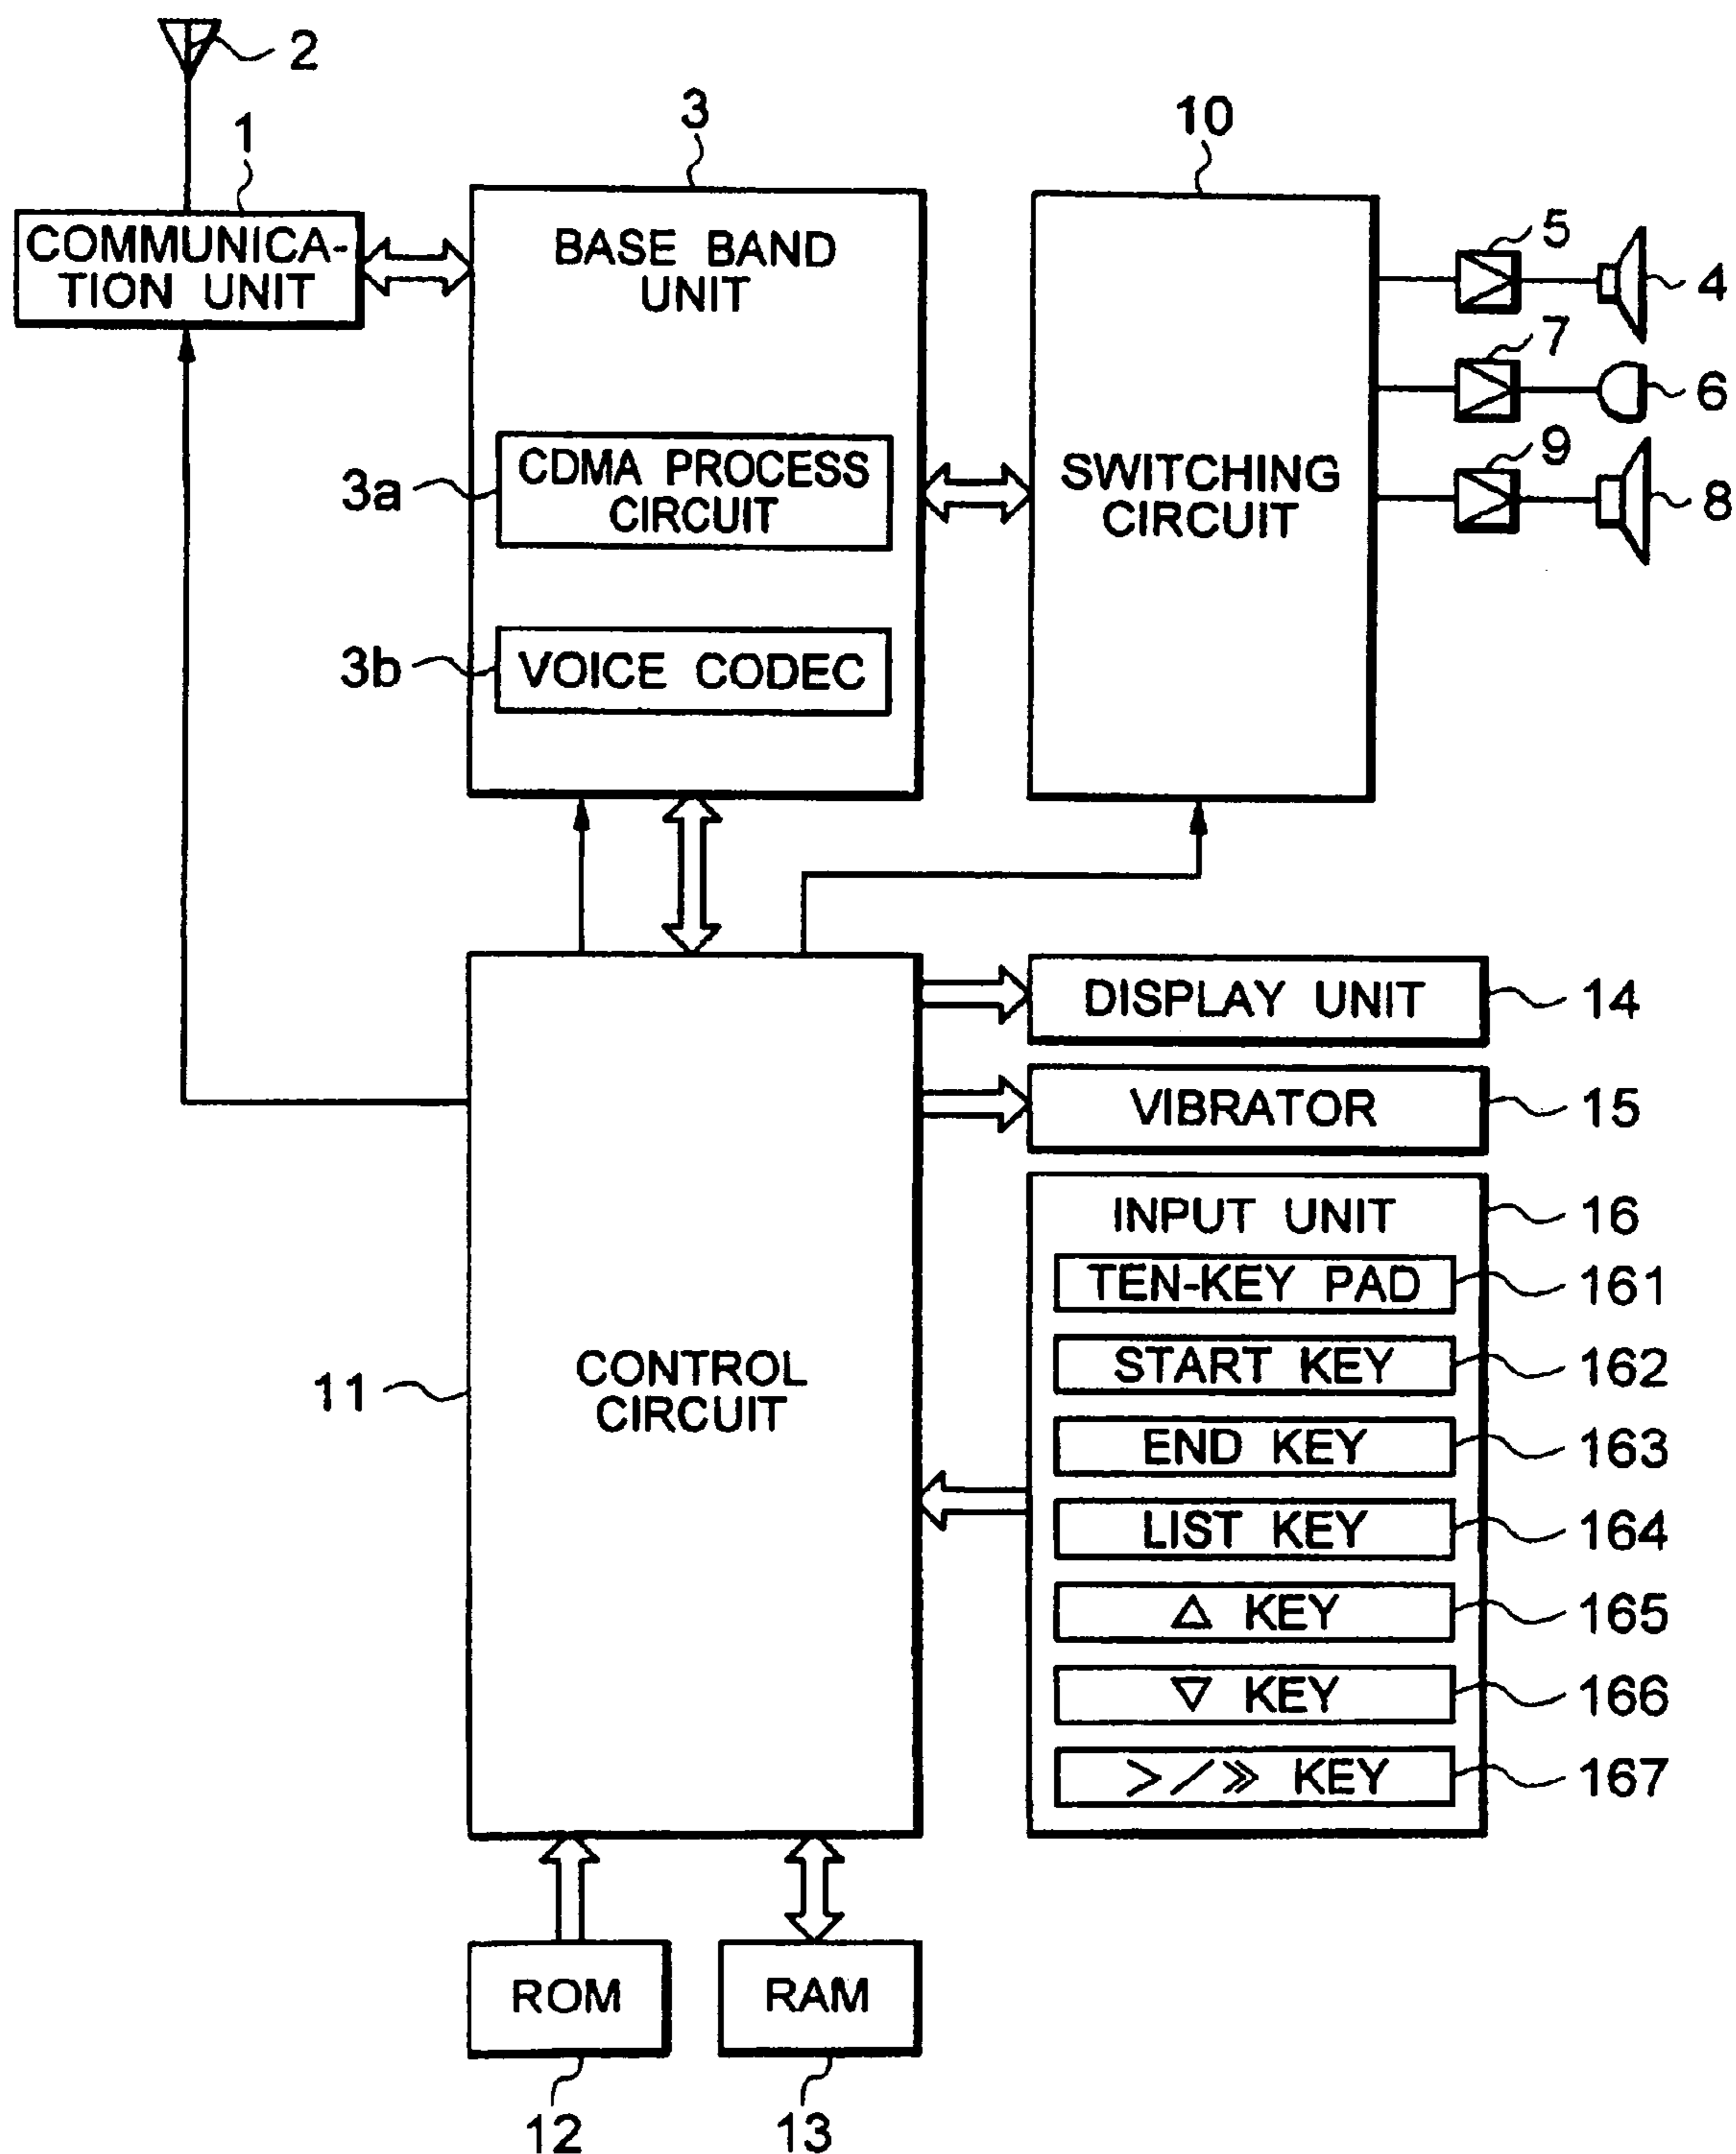 2
1
3
10
COMMUNICA-
TION UNIT
BASE BAND
UNIT
5
4
7
6
9
8
3a
CDMA PROCESS
CIRCUIT
SWITCHING
CIRCUIT
3b
VOICE CODEC
DISPLAY UNIT
14
VIBRATOR
15
INPUT UNIT
16
TEN-KEY PAD
161
START KEY
162
11
CONTROL
CIRCUIT
END KEY
163
LIST KEY
164
△ KEY
165
▽ KEY
166
>/≫ KEY
167
ROM
RAM
12
13